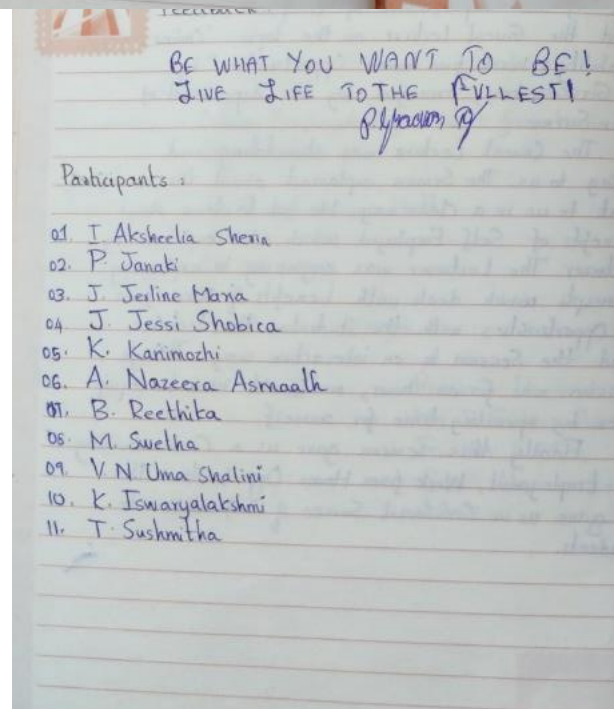 BE WHAT YOU WANT TO BE!
LIVE LIFE TO THE FULLEST!
Participants :
01. I. Aksheelia Sheria
02. P. Janaki
03. J. Jerline Maria
04. J. Jessi Shobica
05. K. Kanimozhi
06. A. Nazeera Asmaath
07. B. Reethika
08. M. Swetha
09. V N. Uma Shalini
10. K. Iswaryalakshmi
11. T. Sushmitha